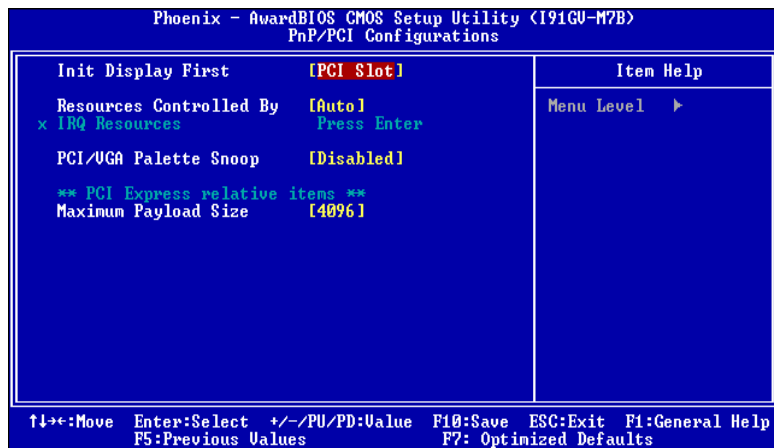 Phoenix - AwardBIOS CMOS Setup Utility (I91GV-M7B)
PnP/PCI Configurations
Init Display First [PCI Slot]
Item Help
Resources Controlled By [Auto]
Menu Level ►
x IRQ Resources Press Enter
PCI/VGA Palette Snoop [Disabled]
** PCI Express relative items **
Maximum Payload Size [4096]
↑↓→←:Move Enter:Select +/-/PU/PD:Value F10:Save ESC:Exit F1:General Help
F5:Previous Values F7: Optimized Defaults